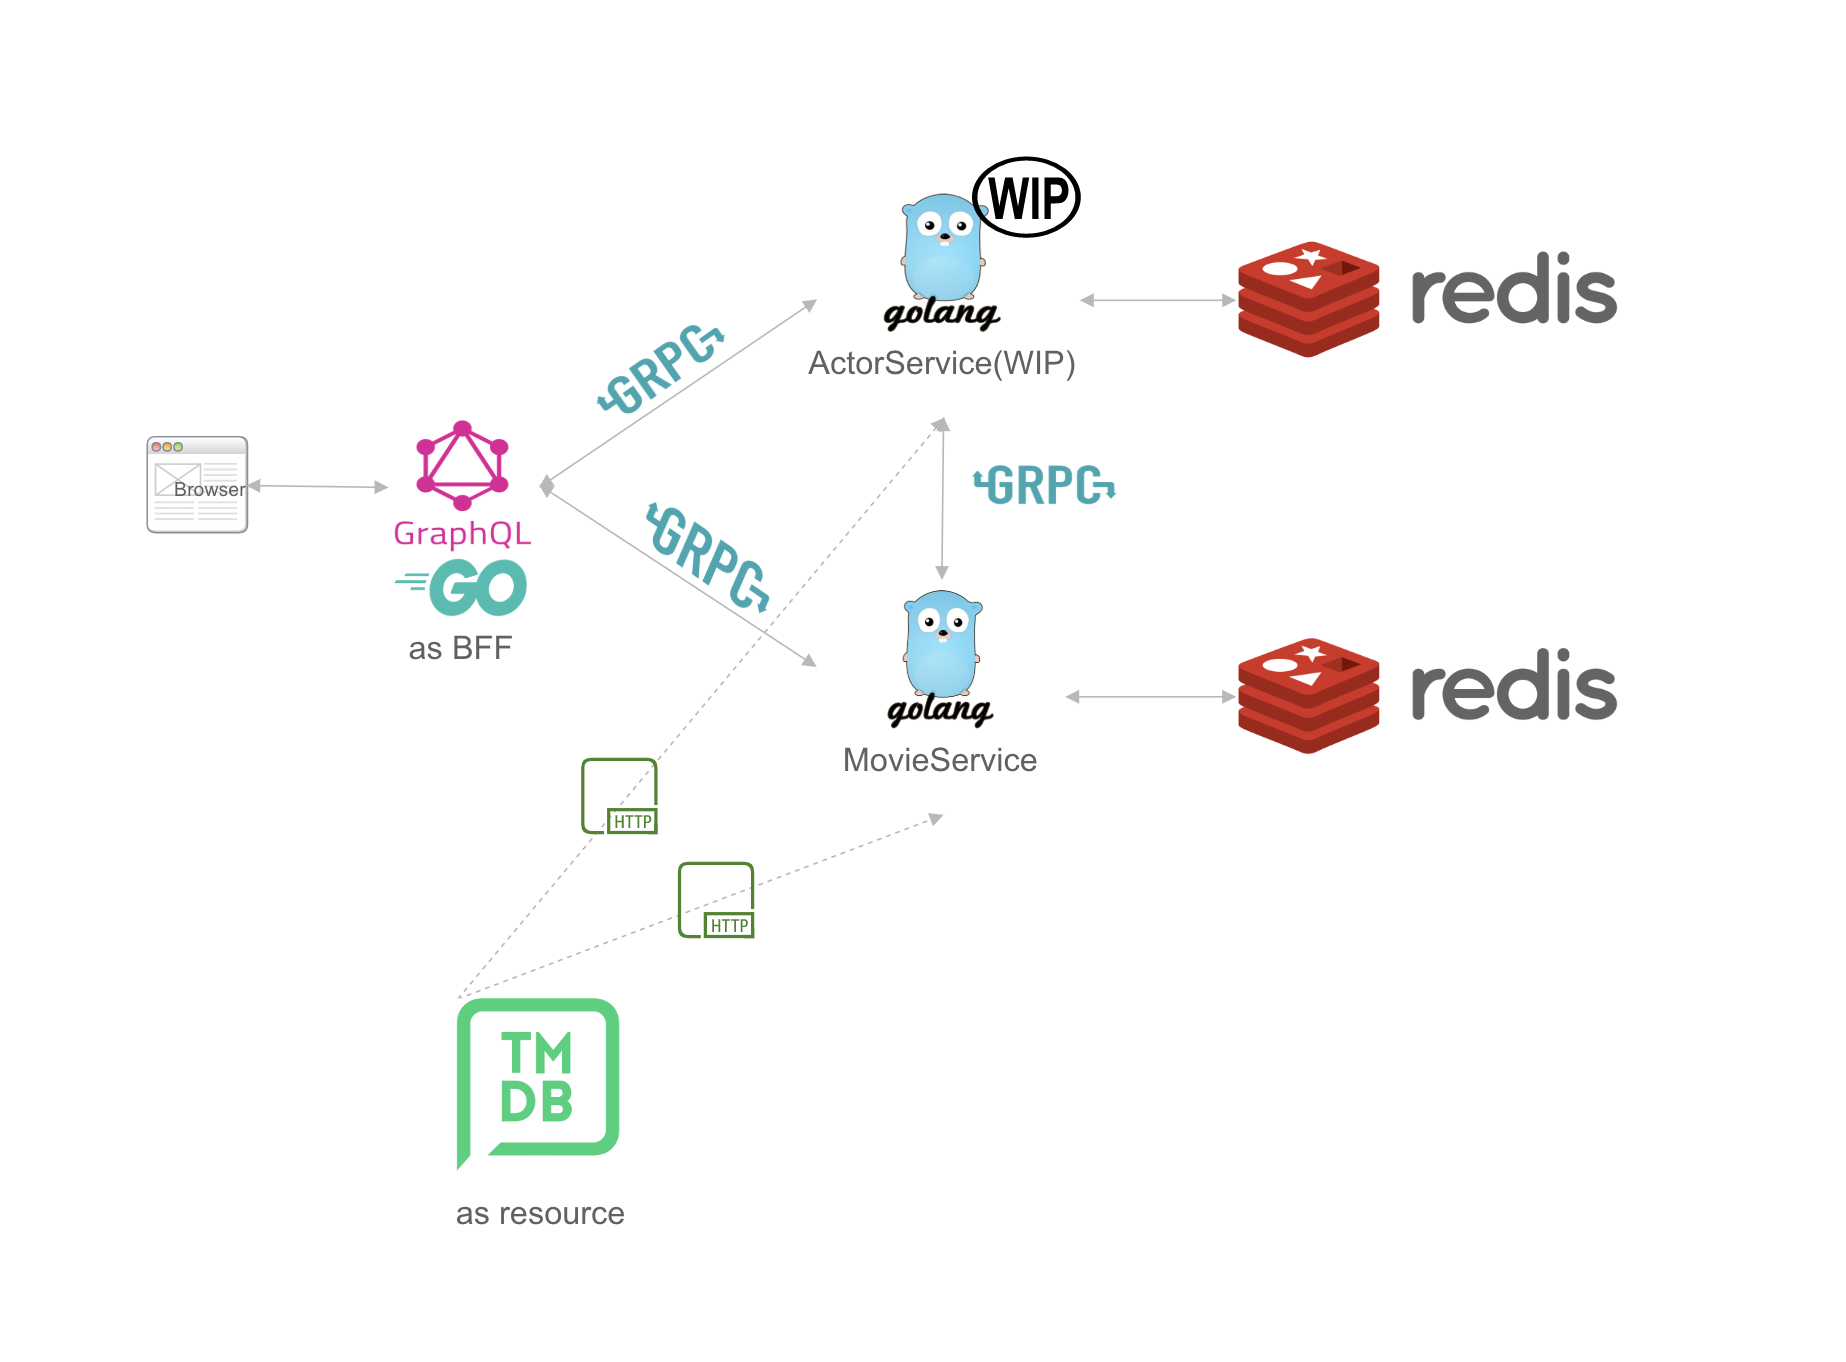 WIP
golang
ActorService(WIP)
redis
GRPC
Browser
GraphQL
GO
as BFF
GRPC
GRPC
golang
MovieService
redis
HTTP
HTTP
TM
DB
as resource